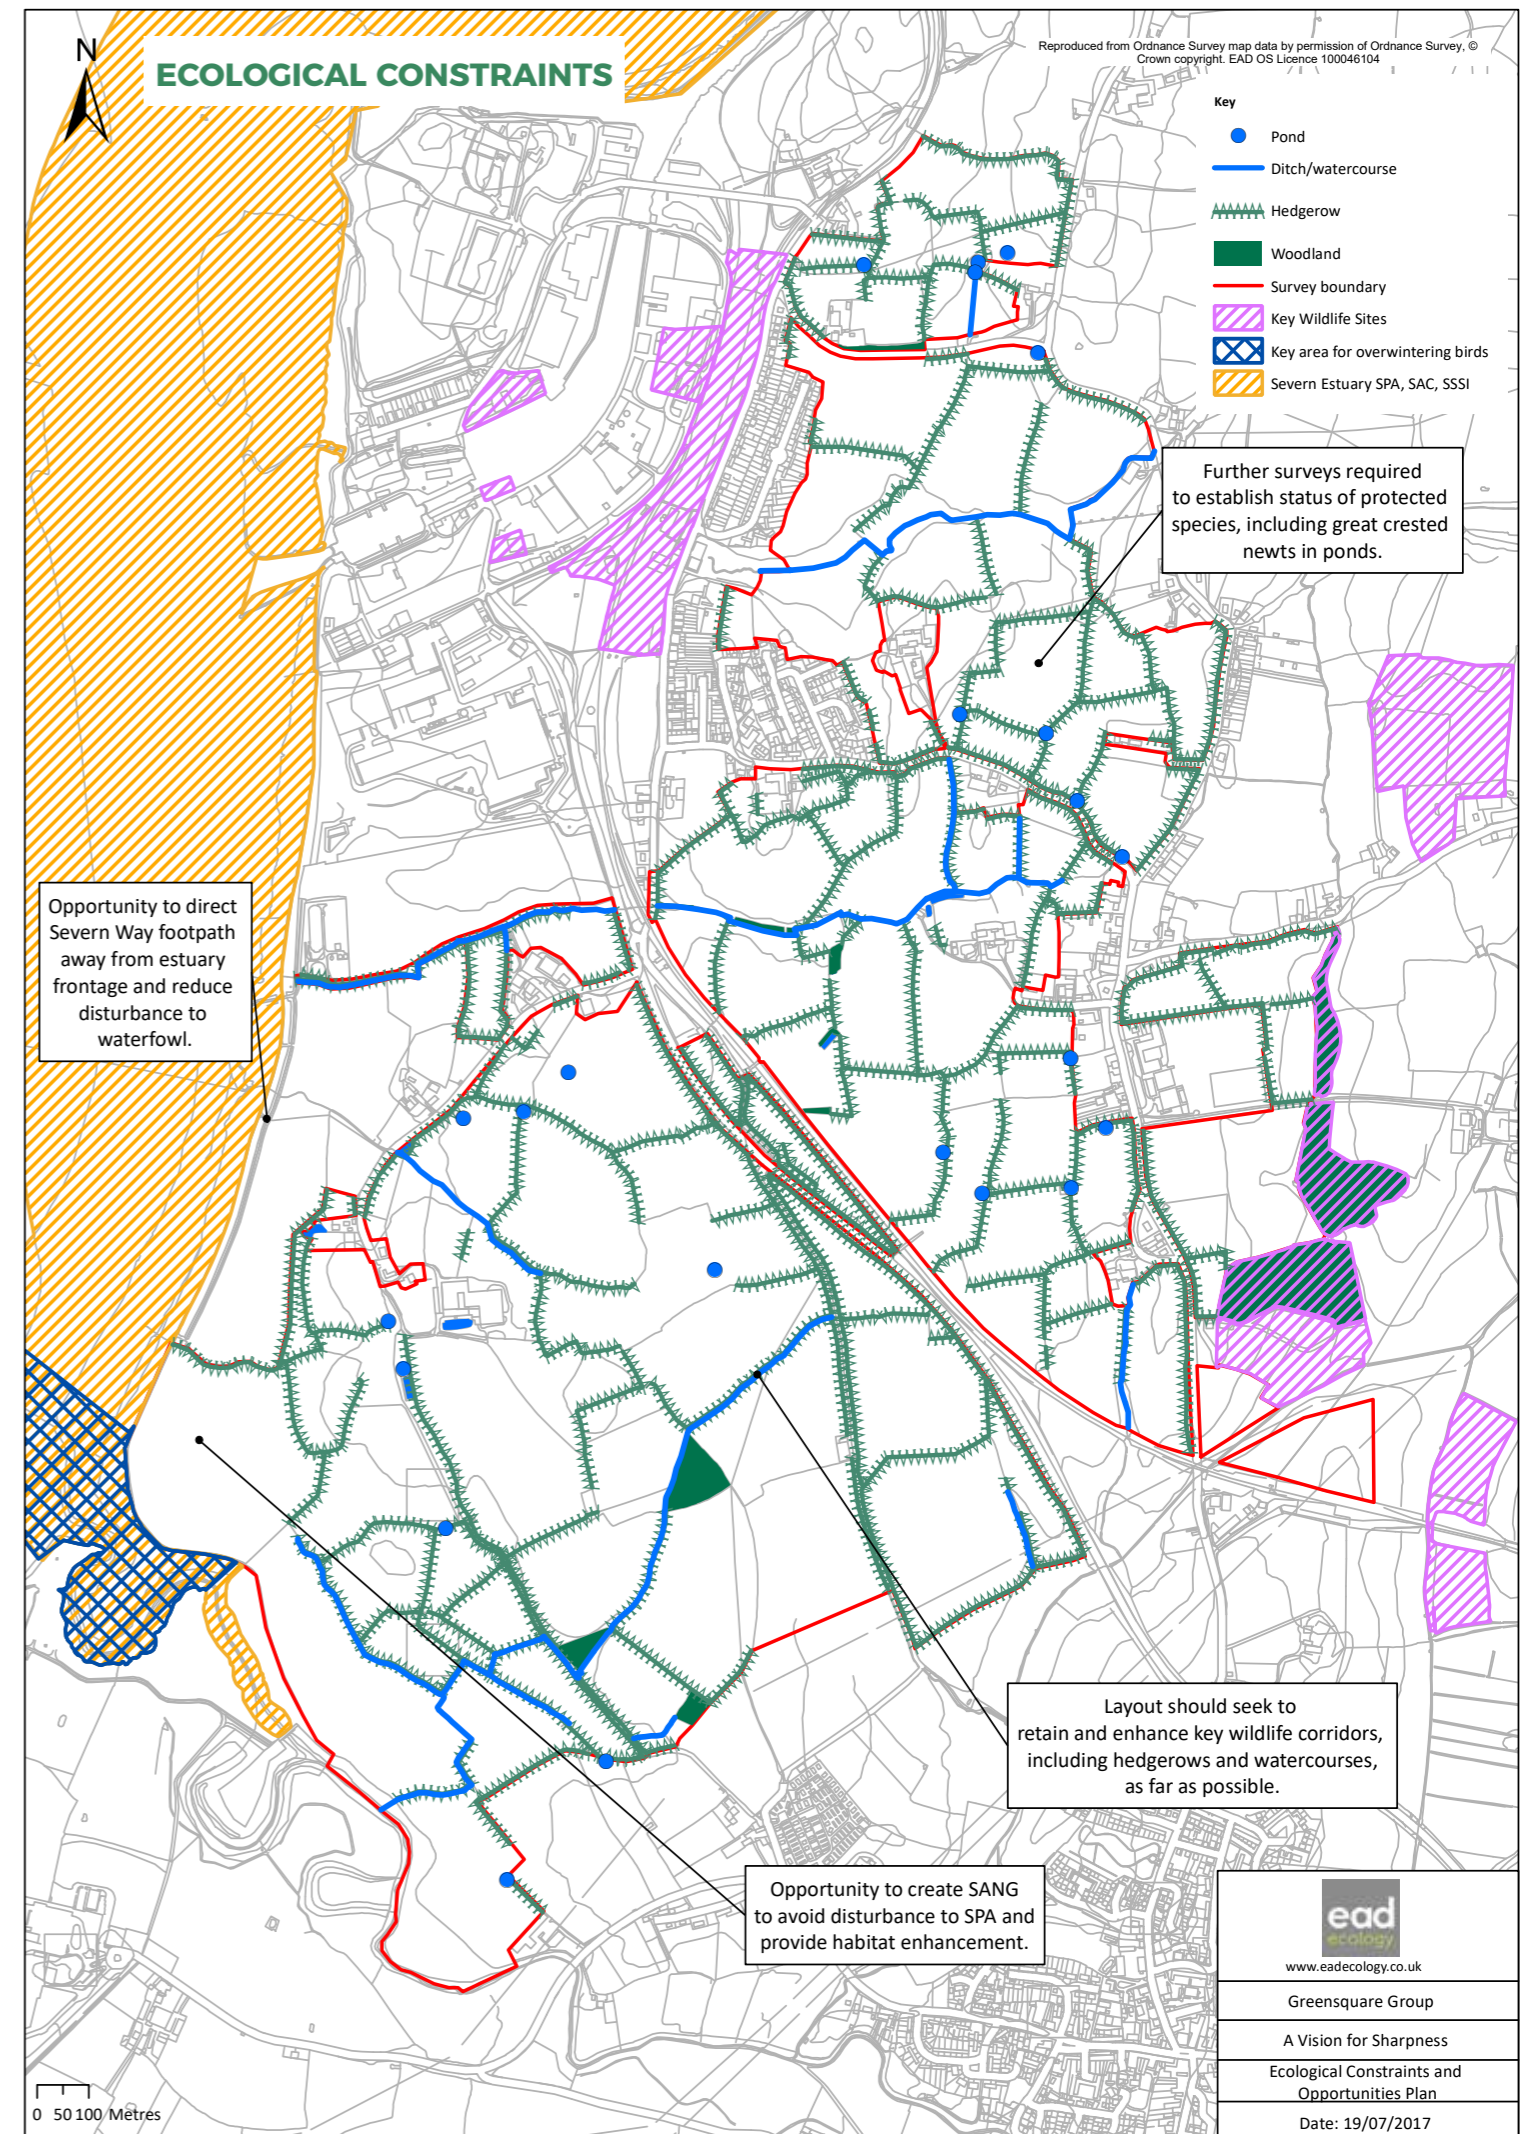 N
ECOLOGICAL CONSTRAINTS
Reproduced from Ordnance Survey map data by permission of Ordnance Survey, ©
Crown copyright. EAD OS Licence 100046104
Key
Pond
Ditch/watercourse
Hedgerow
Woodland
Survey boundary
Key Wildlife Sites
Key area for overwintering birds
Severn Estuary SPA, SAC, SSSI
Further surveys required
to establish status of protected
species, including great crested
newts in ponds.
Opportunity to direct
Severn Way footpath
away from estuary
frontage and reduce
disturbance to
waterfowl.
Layout should seek to
retain and enhance key wildlife corridors,
including hedgerows and watercourses,
as far as possible.
Opportunity to create SANG
to avoid disturbance to SPA and
provide habitat enhancement.
ead
ecology
www.eadecology.co.uk
Greensquare Group
A Vision for Sharpness
Ecological Constraints and
Opportunities Plan
Date: 19/07/2017
0 50 100 Metres